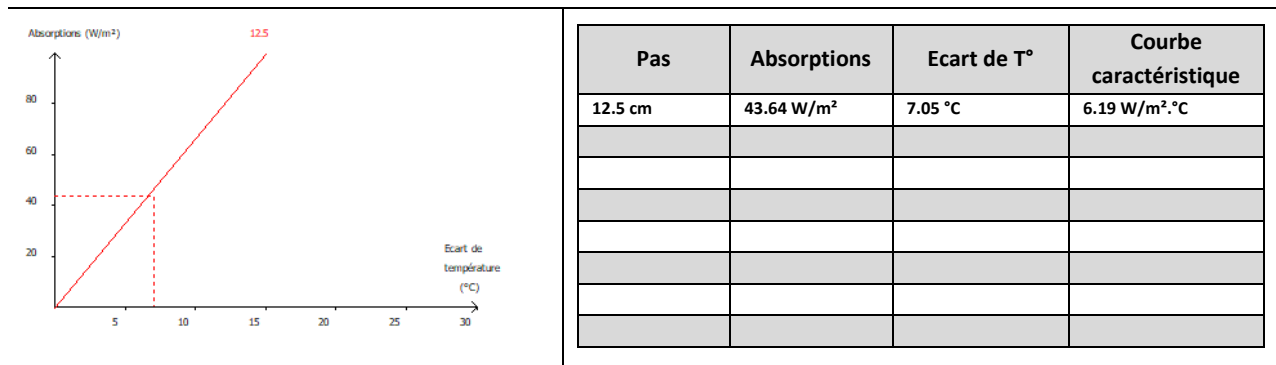 Absorptions (W/m²)
12.5
80
60
40
20
Ecart de
température
(°C)
5 10 15 20 25 30
Pas Absorptions Ecart de T° Courbe
caractéristique
12.5 cm 43.64 W/m² 7.05 °C 6.19 W/m².°C